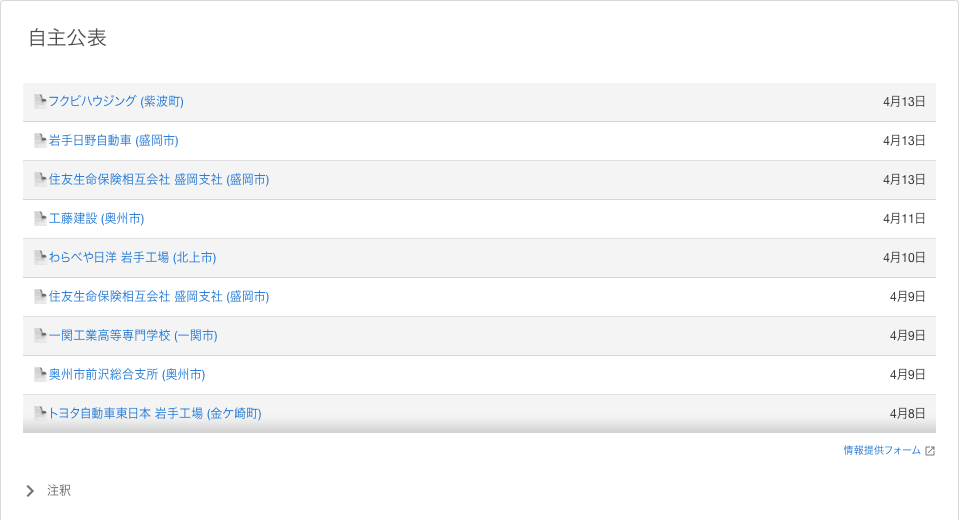 自主公表
フクビハウジング (紫波町) 4月13日
岩手日野自動車 (盛岡市) 4月13日
住友生命保険相互会社 盛岡支社 (盛岡市) 4月13日
工藤建設 (奥州市) 4月11日
わらべや日洋 岩手工場 (北上市) 4月10日
住友生命保険相互会社 盛岡支社 (盛岡市) 4月9日
一関工業高等専門学校 (一関市) 4月9日
奥州市前沢総合支所 (奥州市) 4月9日
トヨタ自動車東日本 岩手工場 (金ケ崎町) 4月8日
情報提供フォーム
注釈